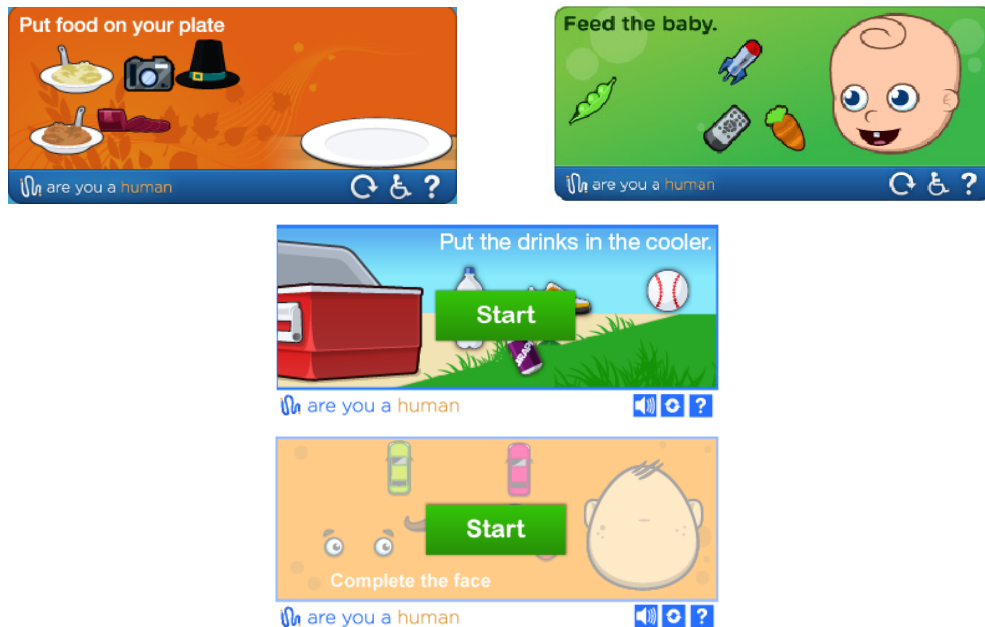 Put food on your plate
are you a human
?
Feed the baby.
are you a human
?
Put the drinks in the cooler.
Start
GRAPE
are you a human
?
Start
Complete the face
are you a human
?